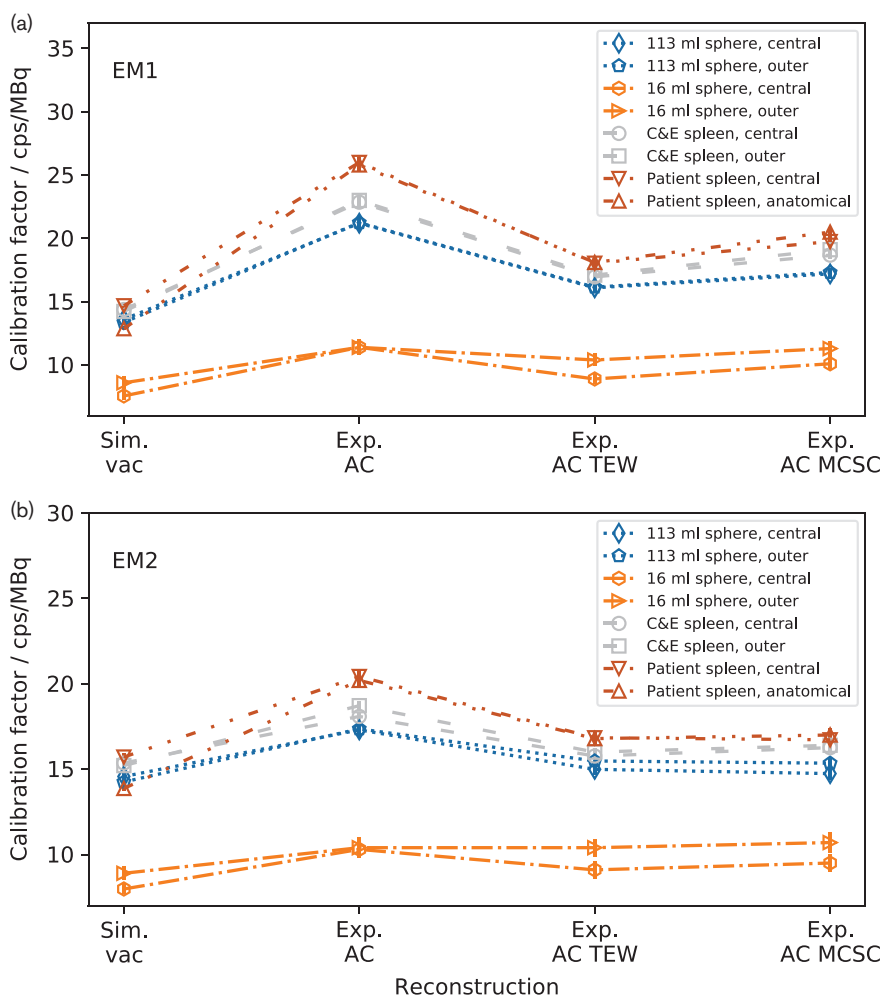 (a)
35
30
25
20
15
10
Calibration factor / cps/MBq
EM1
113 ml sphere, central
113 ml sphere, outer
16 ml sphere, central
16 ml sphere, outer
C&E spleen, central
C&E spleen, outer
Patient spleen, central
Patient spleen, anatomical
Sim. vac
Exp. AC
Exp. AC TEW
Exp. AC MCSC
(b)
30
25
20
15
10
Calibration factor / cps/MBq
EM2
113 ml sphere, central
113 ml sphere, outer
16 ml sphere, central
16 ml sphere, outer
C&E spleen, central
C&E spleen, outer
Patient spleen, central
Patient spleen, anatomical
Sim. vac
Exp. AC
Exp. AC TEW
Exp. AC MCSC
Reconstruction